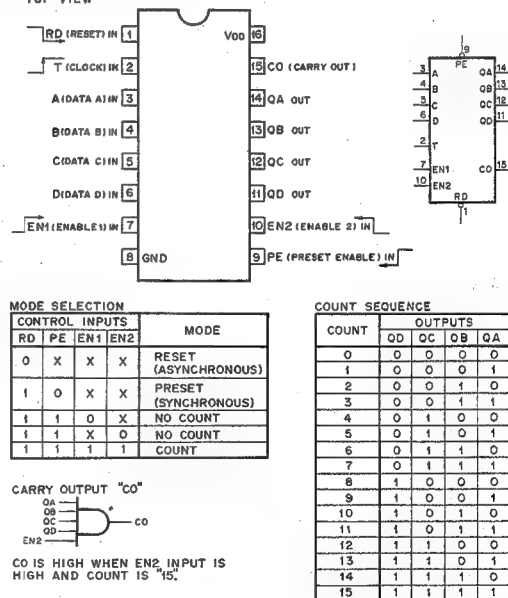 TOP VIEW
RD (RESET) IN 1
T (CLOCK) IN 2
A (DATA A) IN 3
B (DATA B) IN 4
C (DATA C) IN 5
D (DATA D) IN 6
EN1 (ENABLE 1) IN 7
8 GND
VDD 16
15 CO (CARRY OUT)
14 QA OUT
13 QB OUT
12 QC OUT
11 QD OUT
10 EN2 (ENABLE 2) IN
9 PE (PRESET ENABLE) IN
9
PE
3 A QA 14
4 B QB 13
5 C QC 12
6 D QD 11
2 T
7 EN1 CO 15
10 EN2
RD
1
MODE SELECTION
CONTROL INPUTS MODE
RD PE EN1 EN2
0 X X X RESET (ASYNCHRONOUS)
1 0 X X PRESET (SYNCHRONOUS)
1 1 0 X NO COUNT
1 1 X 0 NO COUNT
1 1 1 1 COUNT
CARRY OUTPUT "CO"
QA
QB
QC
QD
EN2
CO
CO IS HIGH WHEN EN2 INPUT IS
HIGH AND COUNT IS "15".
COUNT SEQUENCE
COUNT OUTPUTS
QD QC QB QA
0 0 0 0 0
1 0 0 0 1
2 0 0 1 0
3 0 0 1 1
4 0 1 0 0
5 0 1 0 1
6 0 1 1 0
7 0 1 1 1
8 1 0 0 0
9 1 0 0 1
10 1 0 1 0
11 1 0 1 1
12 1 1 0 0
13 1 1 0 1
14 1 1 1 0
15 1 1 1 1